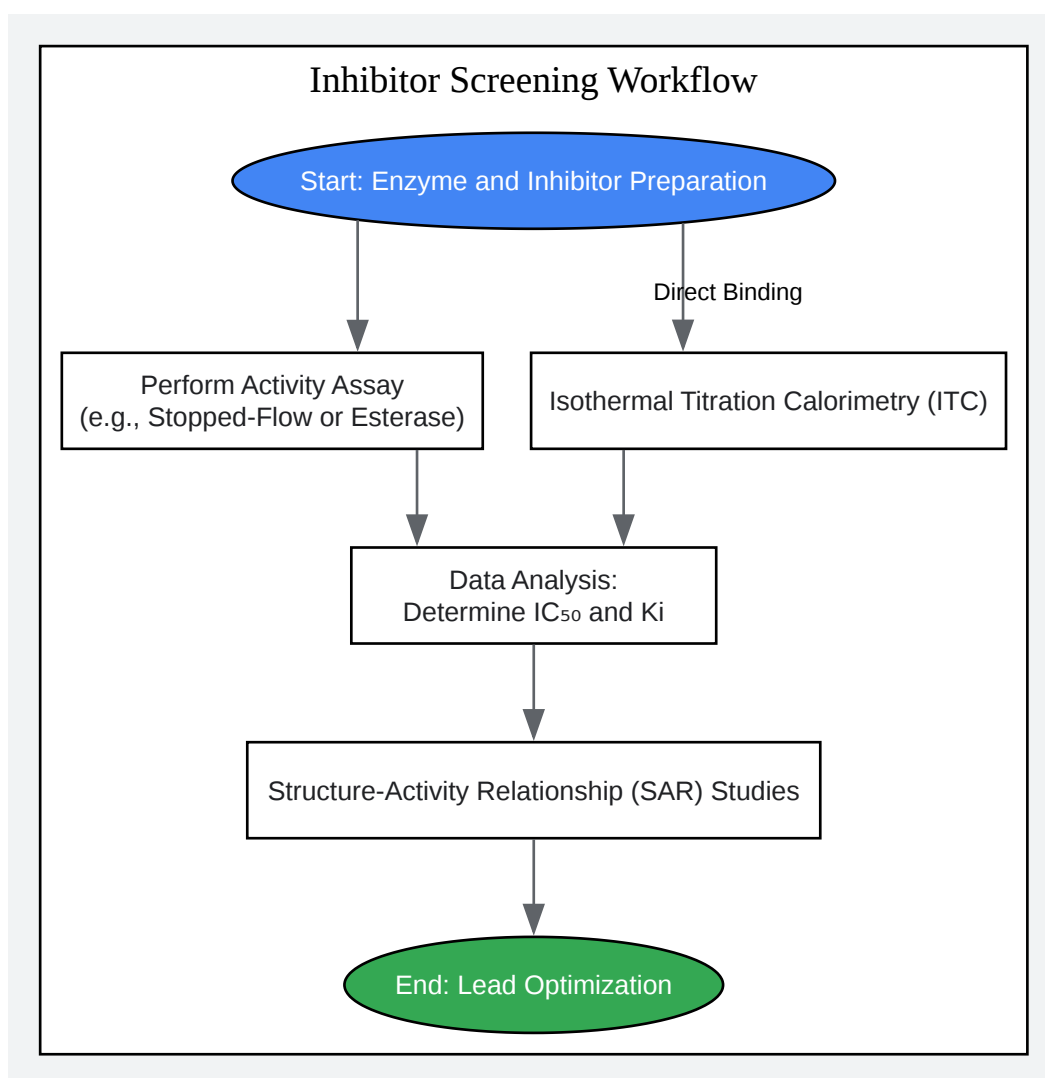 Inhibitor Screening Workflow
Start: Enzyme and Inhibitor Preparation
Direct Binding
Perform Activity Assay
(e.g., Stopped-Flow or Esterase)
Isothermal Titration Calorimetry (ITC)
Data Analysis:
Determine IC₅₀ and Ki
Structure-Activity Relationship (SAR) Studies
End: Lead Optimization